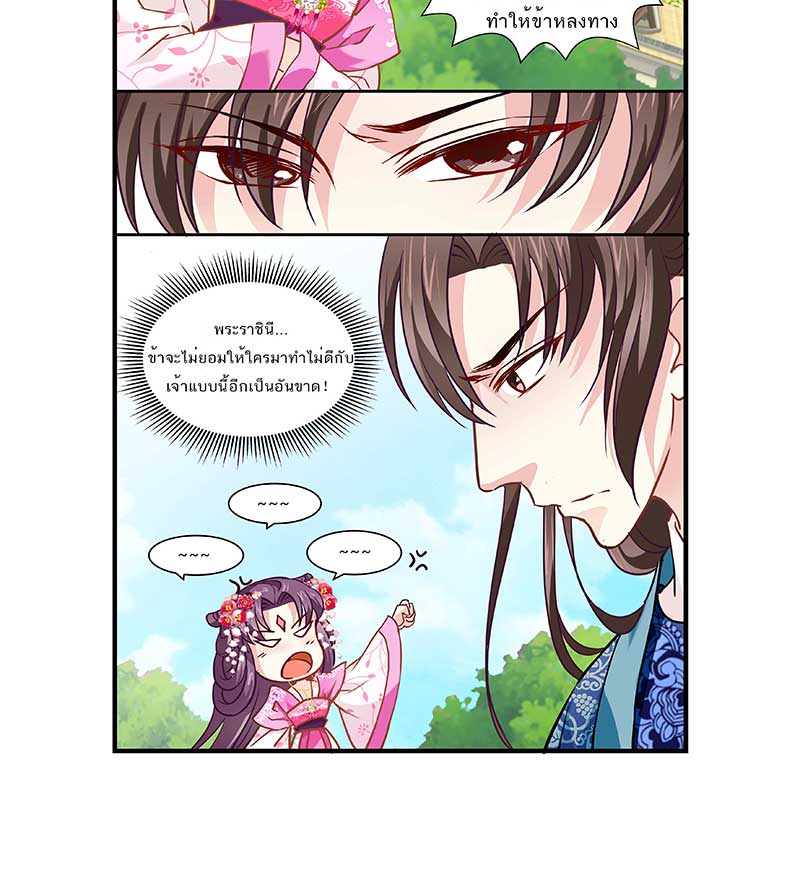 ทำให้ข้าหลงทาง
พระราชินี...
ข้าจะไม่ยอมให้ใครมาทำไม่ดีกับ
เจ้าแบบนี้อีกเป็นอันขาด!
~~~
~~~
~~~